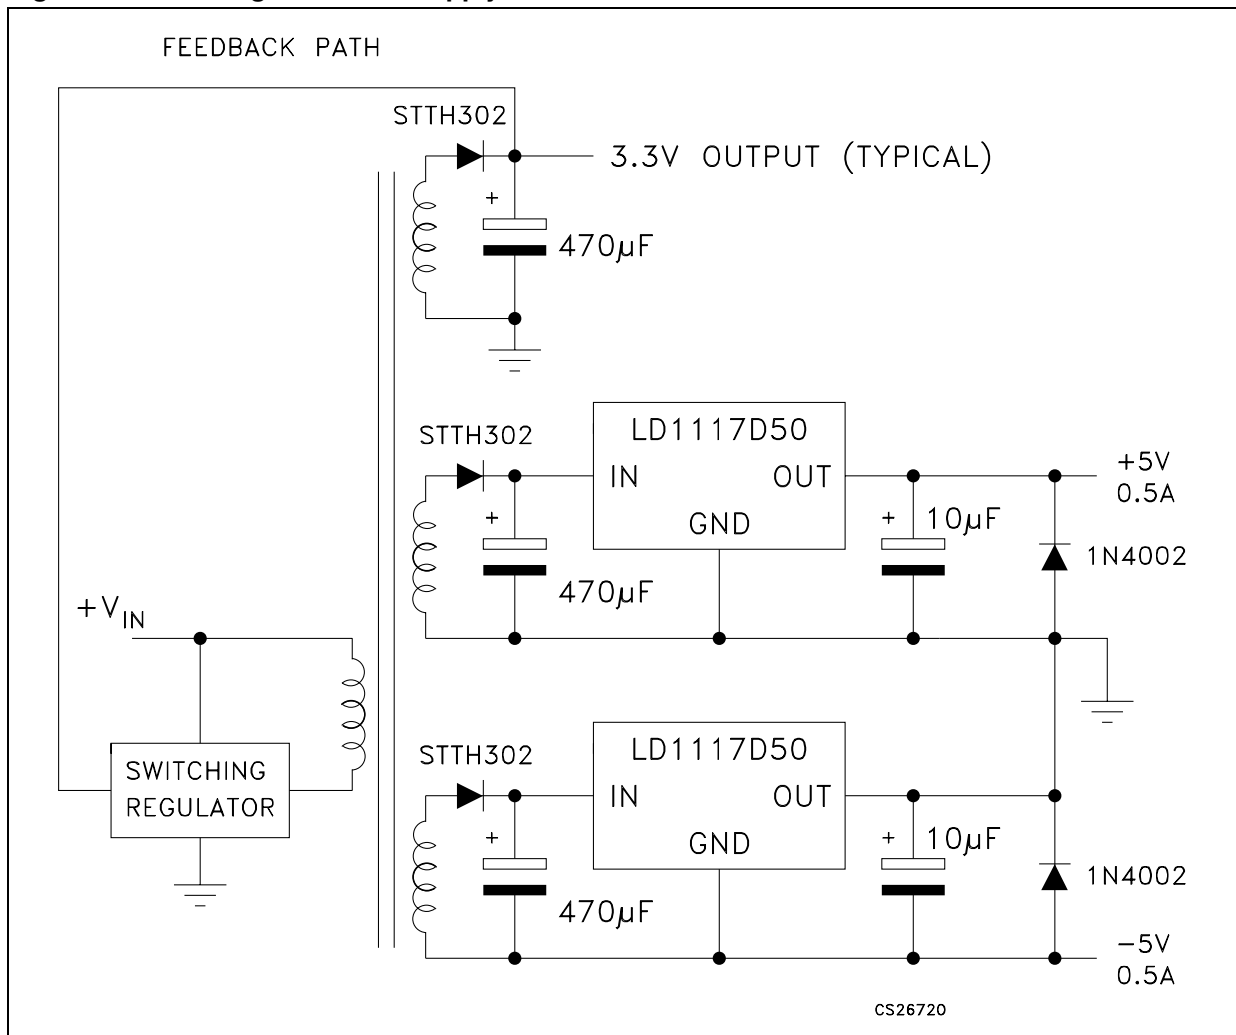 FEEDBACK PATH
STTH302
3.3V OUTPUT (TYPICAL)
+
470µF
STTH302
LD1117D50
IN
OUT
GND
+5V
0.5A
+
470µF
+
10µF
1N4002
+VIN
SWITCHING
REGULATOR
STTH302
LD1117D50
IN
OUT
GND
+
470µF
+
10µF
1N4002
-5V
0.5A
CS26720